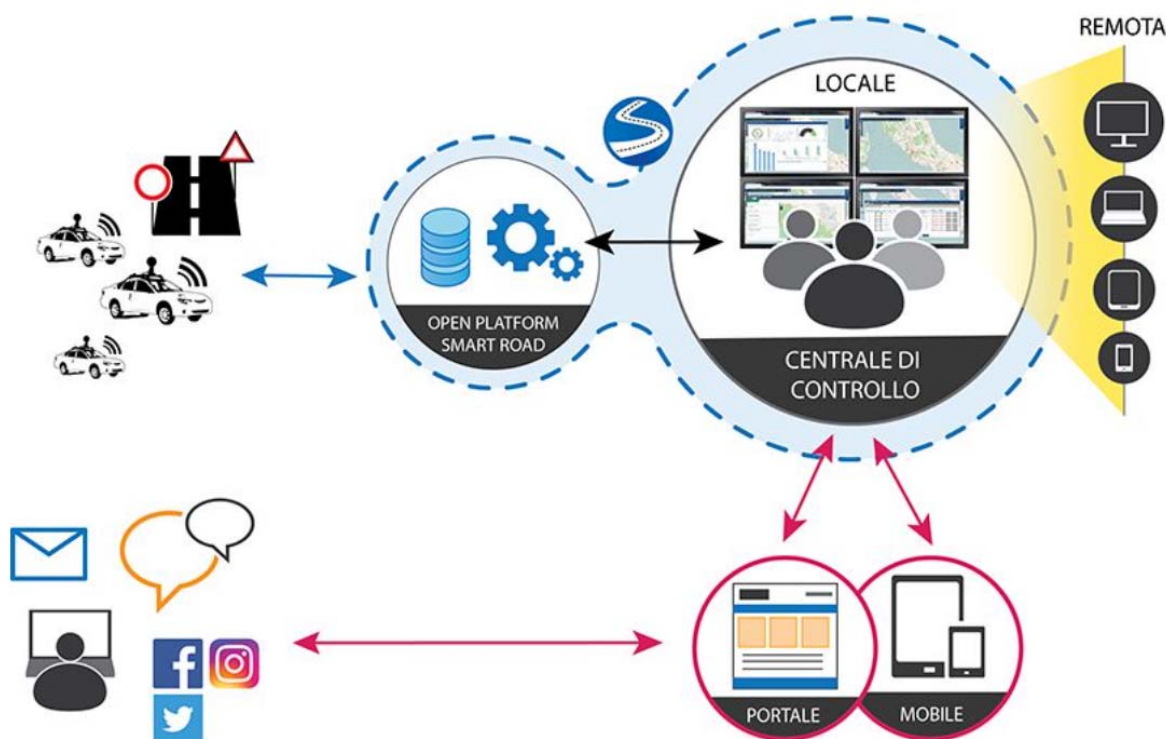 REMOTA
LOCALE
OPEN PLATFORM
SMART ROAD
CENTRALE DI
CONTROLLO
PORTALE
MOBILE